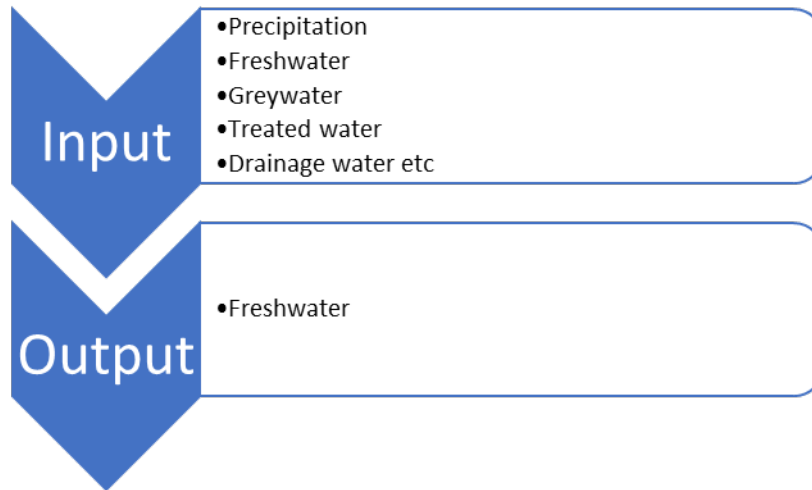 Input
•Precipitation
•Freshwater
•Greywater
•Treated water
•Drainage water etc
Output
•Freshwater